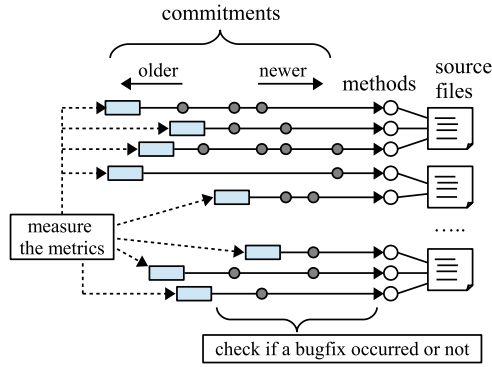 commitments
older
newer
methods
source
files
measure
the metrics
.....
check if a bugfix occurred or not